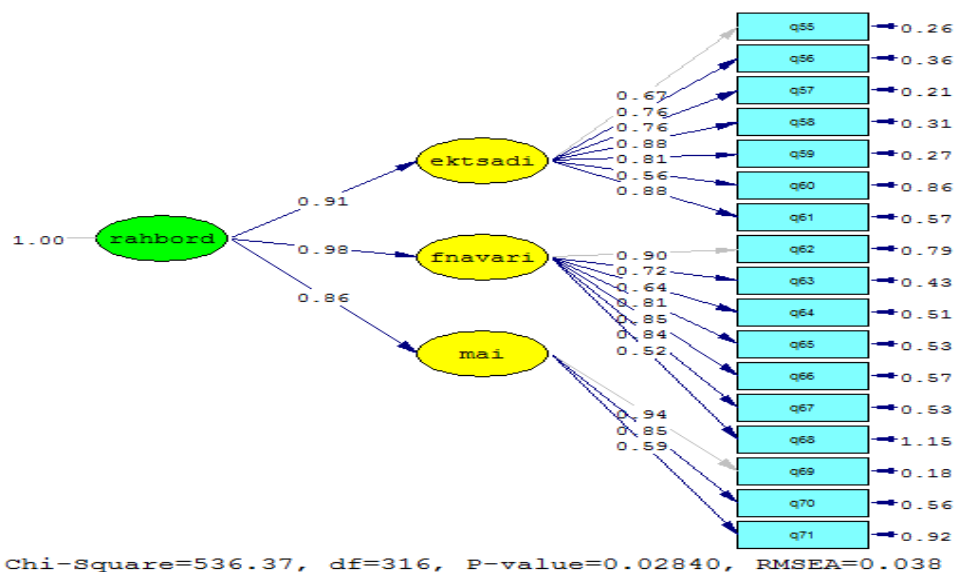 1.00
rahbord
0.91
0.98
0.86
ektsadi
fnavari
mai
0.67
0.76
0.76
0.88
0.81
0.56
0.88
0.90
0.72
0.64
0.81
0.85
0.84
0.52
0.94
0.85
0.59
q55 0.26
q56 0.36
q57 0.21
q58 0.31
q59 0.27
q60 0.86
q61 0.57
q62 0.79
q63 0.43
q64 0.51
q65 0.53
q66 0.57
q67 0.53
q68 1.15
q69 0.18
q70 0.56
q71 0.92
Chi-Square=536.37, df=316, P-value=0.02840, RMSEA=0.038